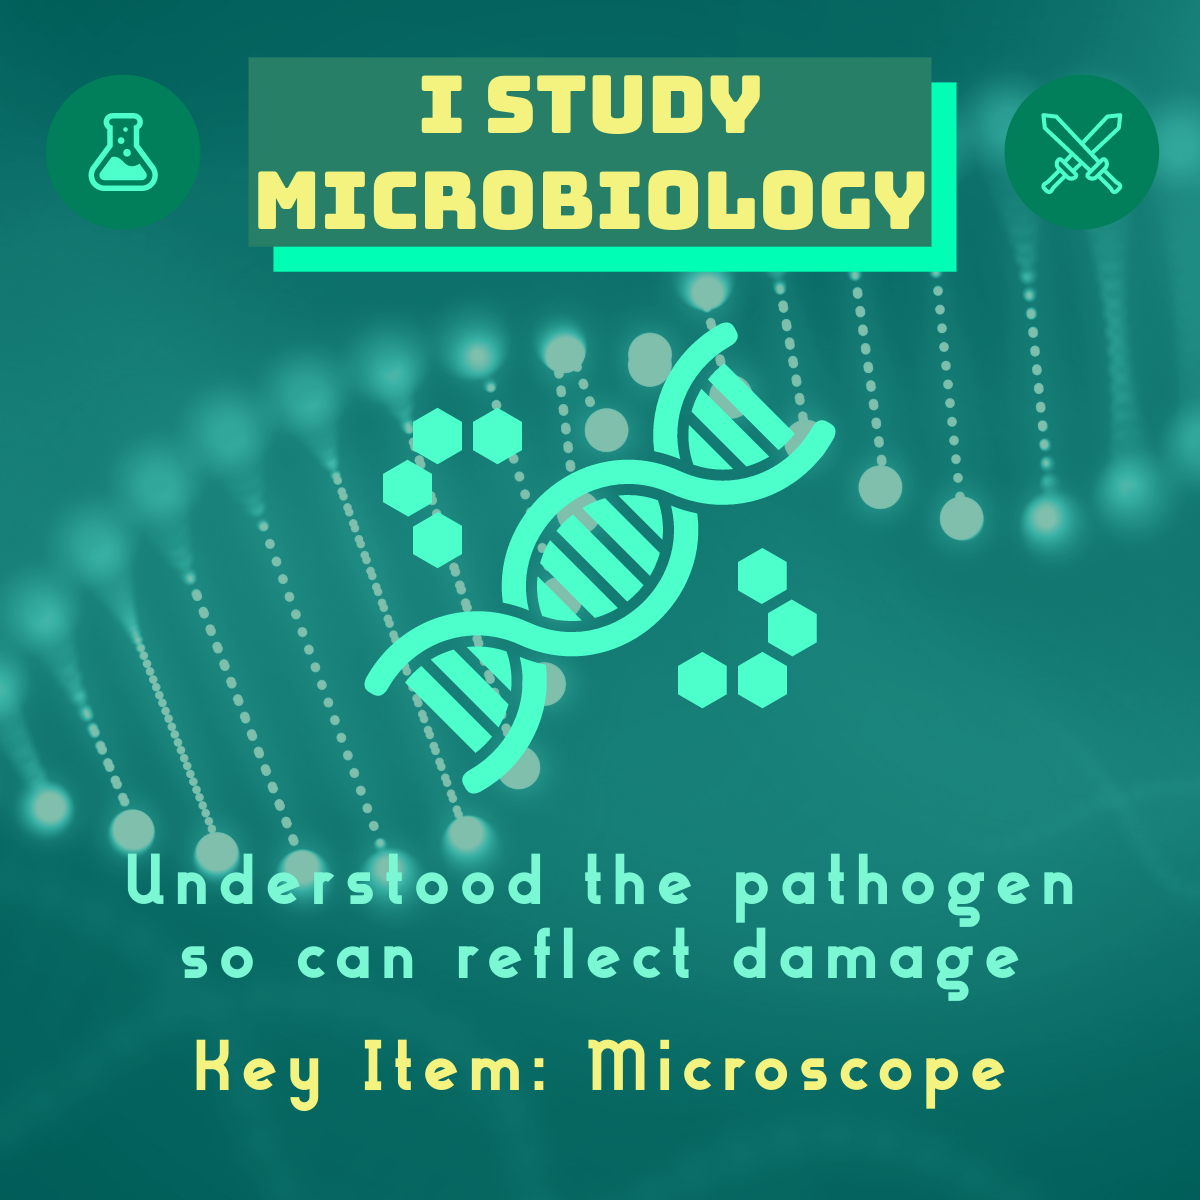 I STUDY
MICROBIOLOGY
Understood the pathogen
so can reflect damage
Key Item: Microscope